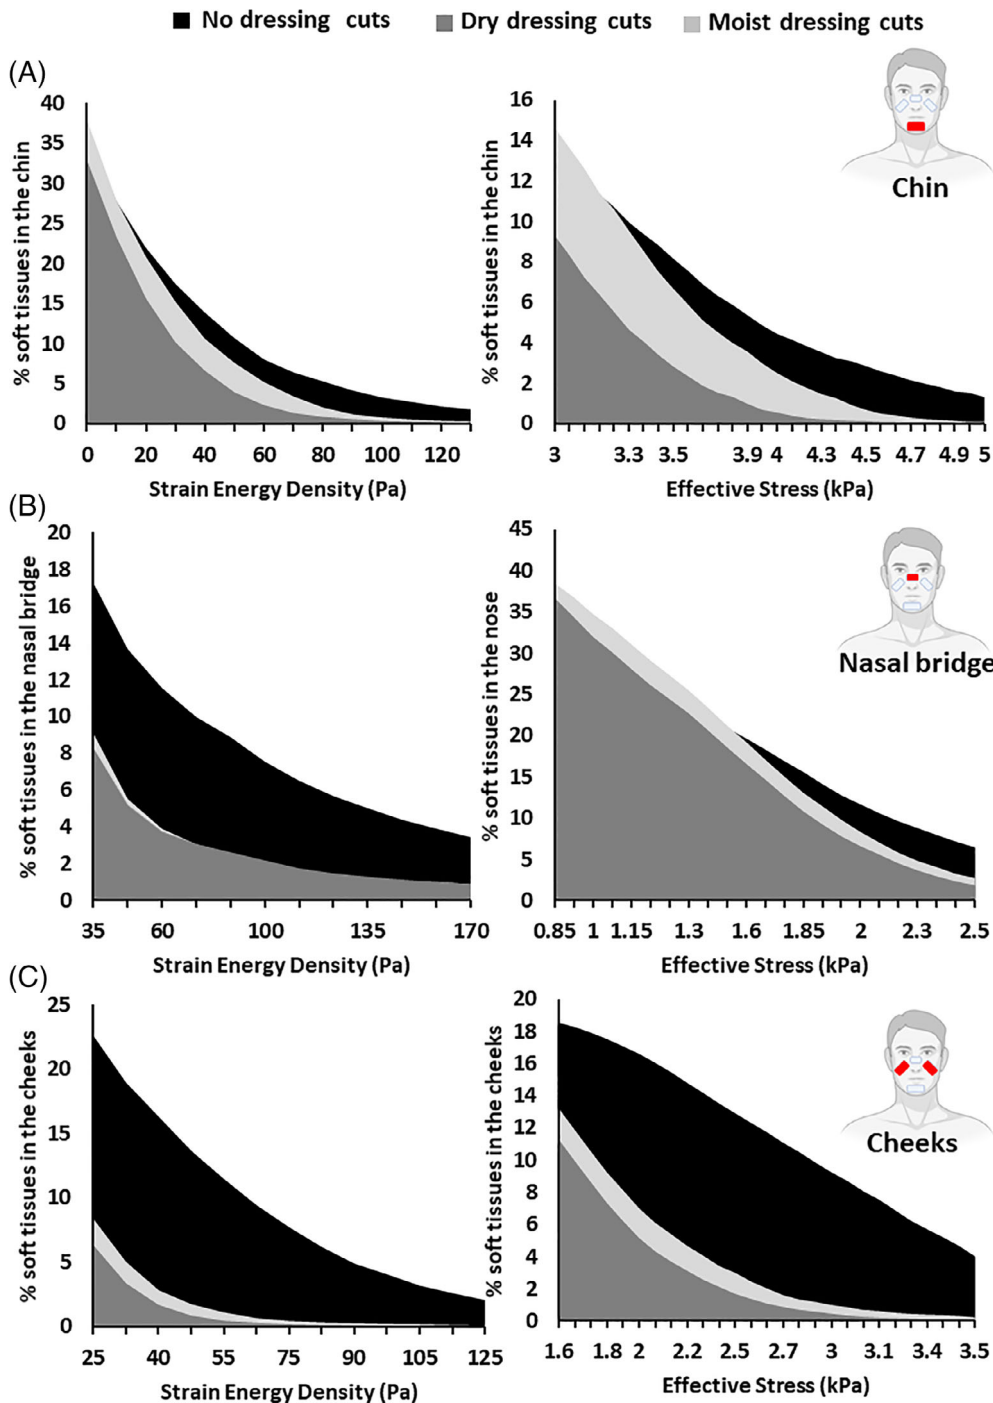 No dressing cuts Dry dressing cuts Moist dressing cuts
(A)
% soft tissues in the chin
40
35
30
25
20
15
10
5
0
0 20 40 60 80 100 120
Strain Energy Density (Pa)
% soft tissues in the chin
16
14
12
10
8
6
4
2
0
3 3.3 3.5 3.9 4 4.3 4.5 4.7 4.9 5
Effective Stress (kPa)
Chin
(B)
% soft tissues in the nasal bridge
20
18
16
14
12
10
8
6
4
2
0
35 60 100 135 170
Strain Energy Density (Pa)
% soft tissues in the nose
45
40
35
30
25
20
15
10
5
0
0.85 1 1.15 1.3 1.6 1.85 2 2.3 2.5
Effective Stress (kPa)
Nasal bridge
(C)
% soft tissues in the cheeks
25
20
15
10
5
0
25 40 55 75 90 105 125
Strain Energy Density (Pa)
% soft tissues in the cheeks
20
18
16
14
12
10
8
6
4
2
0
1.6 1.8 2 2.2 2.5 2.7 3 3.1 3.4 3.5
Effective Stress (kPa)
Cheeks